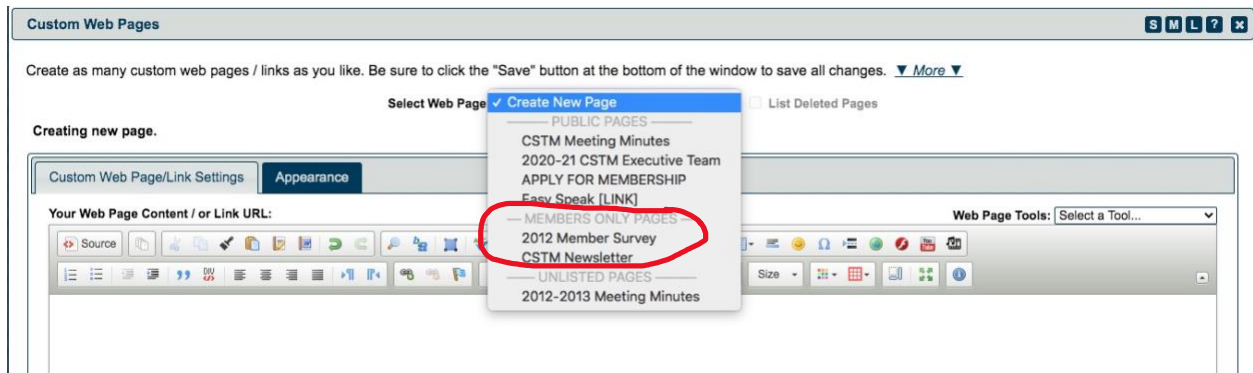 Custom Web Pages
S M L ? x
Create as many custom web pages / links as you like. Be sure to click the "Save" button at the bottom of the window to save all changes. ▼ More ▼
Select Web Page ✓ Create New Page List Deleted Pages
PUBLIC PAGES
Creating new page.
CSTM Meeting Minutes
2020-21 CSTM Executive Team
Custom Web Page/Link Settings Appearance
APPLY FOR MEMBERSHIP
Easy Speak [LINK]
Your Web Page Content / or Link URL:
MEMBERS ONLY PAGES
Web Page Tools: Select a Tool...
Source
2012 Member Survey
CSTM Newsletter
Size
UNLISTED PAGES
2012-2013 Meeting Minutes